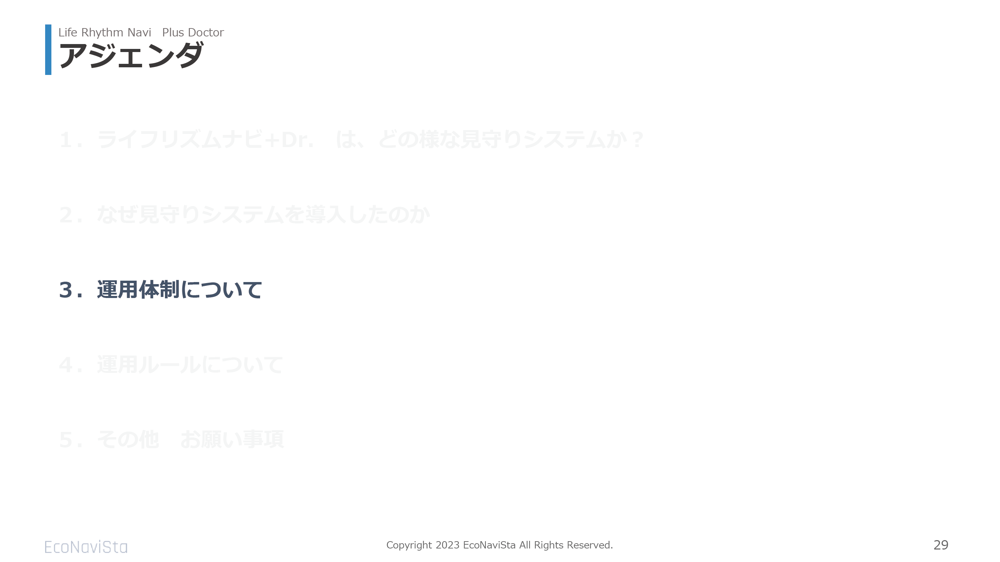 Life Rhythm Navi　Plus Doctor
アジェンダ
１．ライフリズムナビ+Dr.　は、どの様な見守りシステムか？
２．なぜ見守りシステムを導入したのか
３．運用体制について
４．運用ルールについて
５．その他　お願い事項
EcoNaviSta
Copyright 2023 EcoNaviSta All Rights Reserved.
29